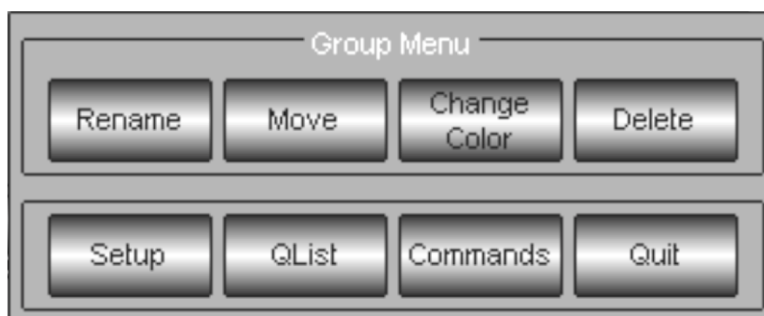 Group Menu
Rename Move Change Color Delete
Setup QList Commands Quit